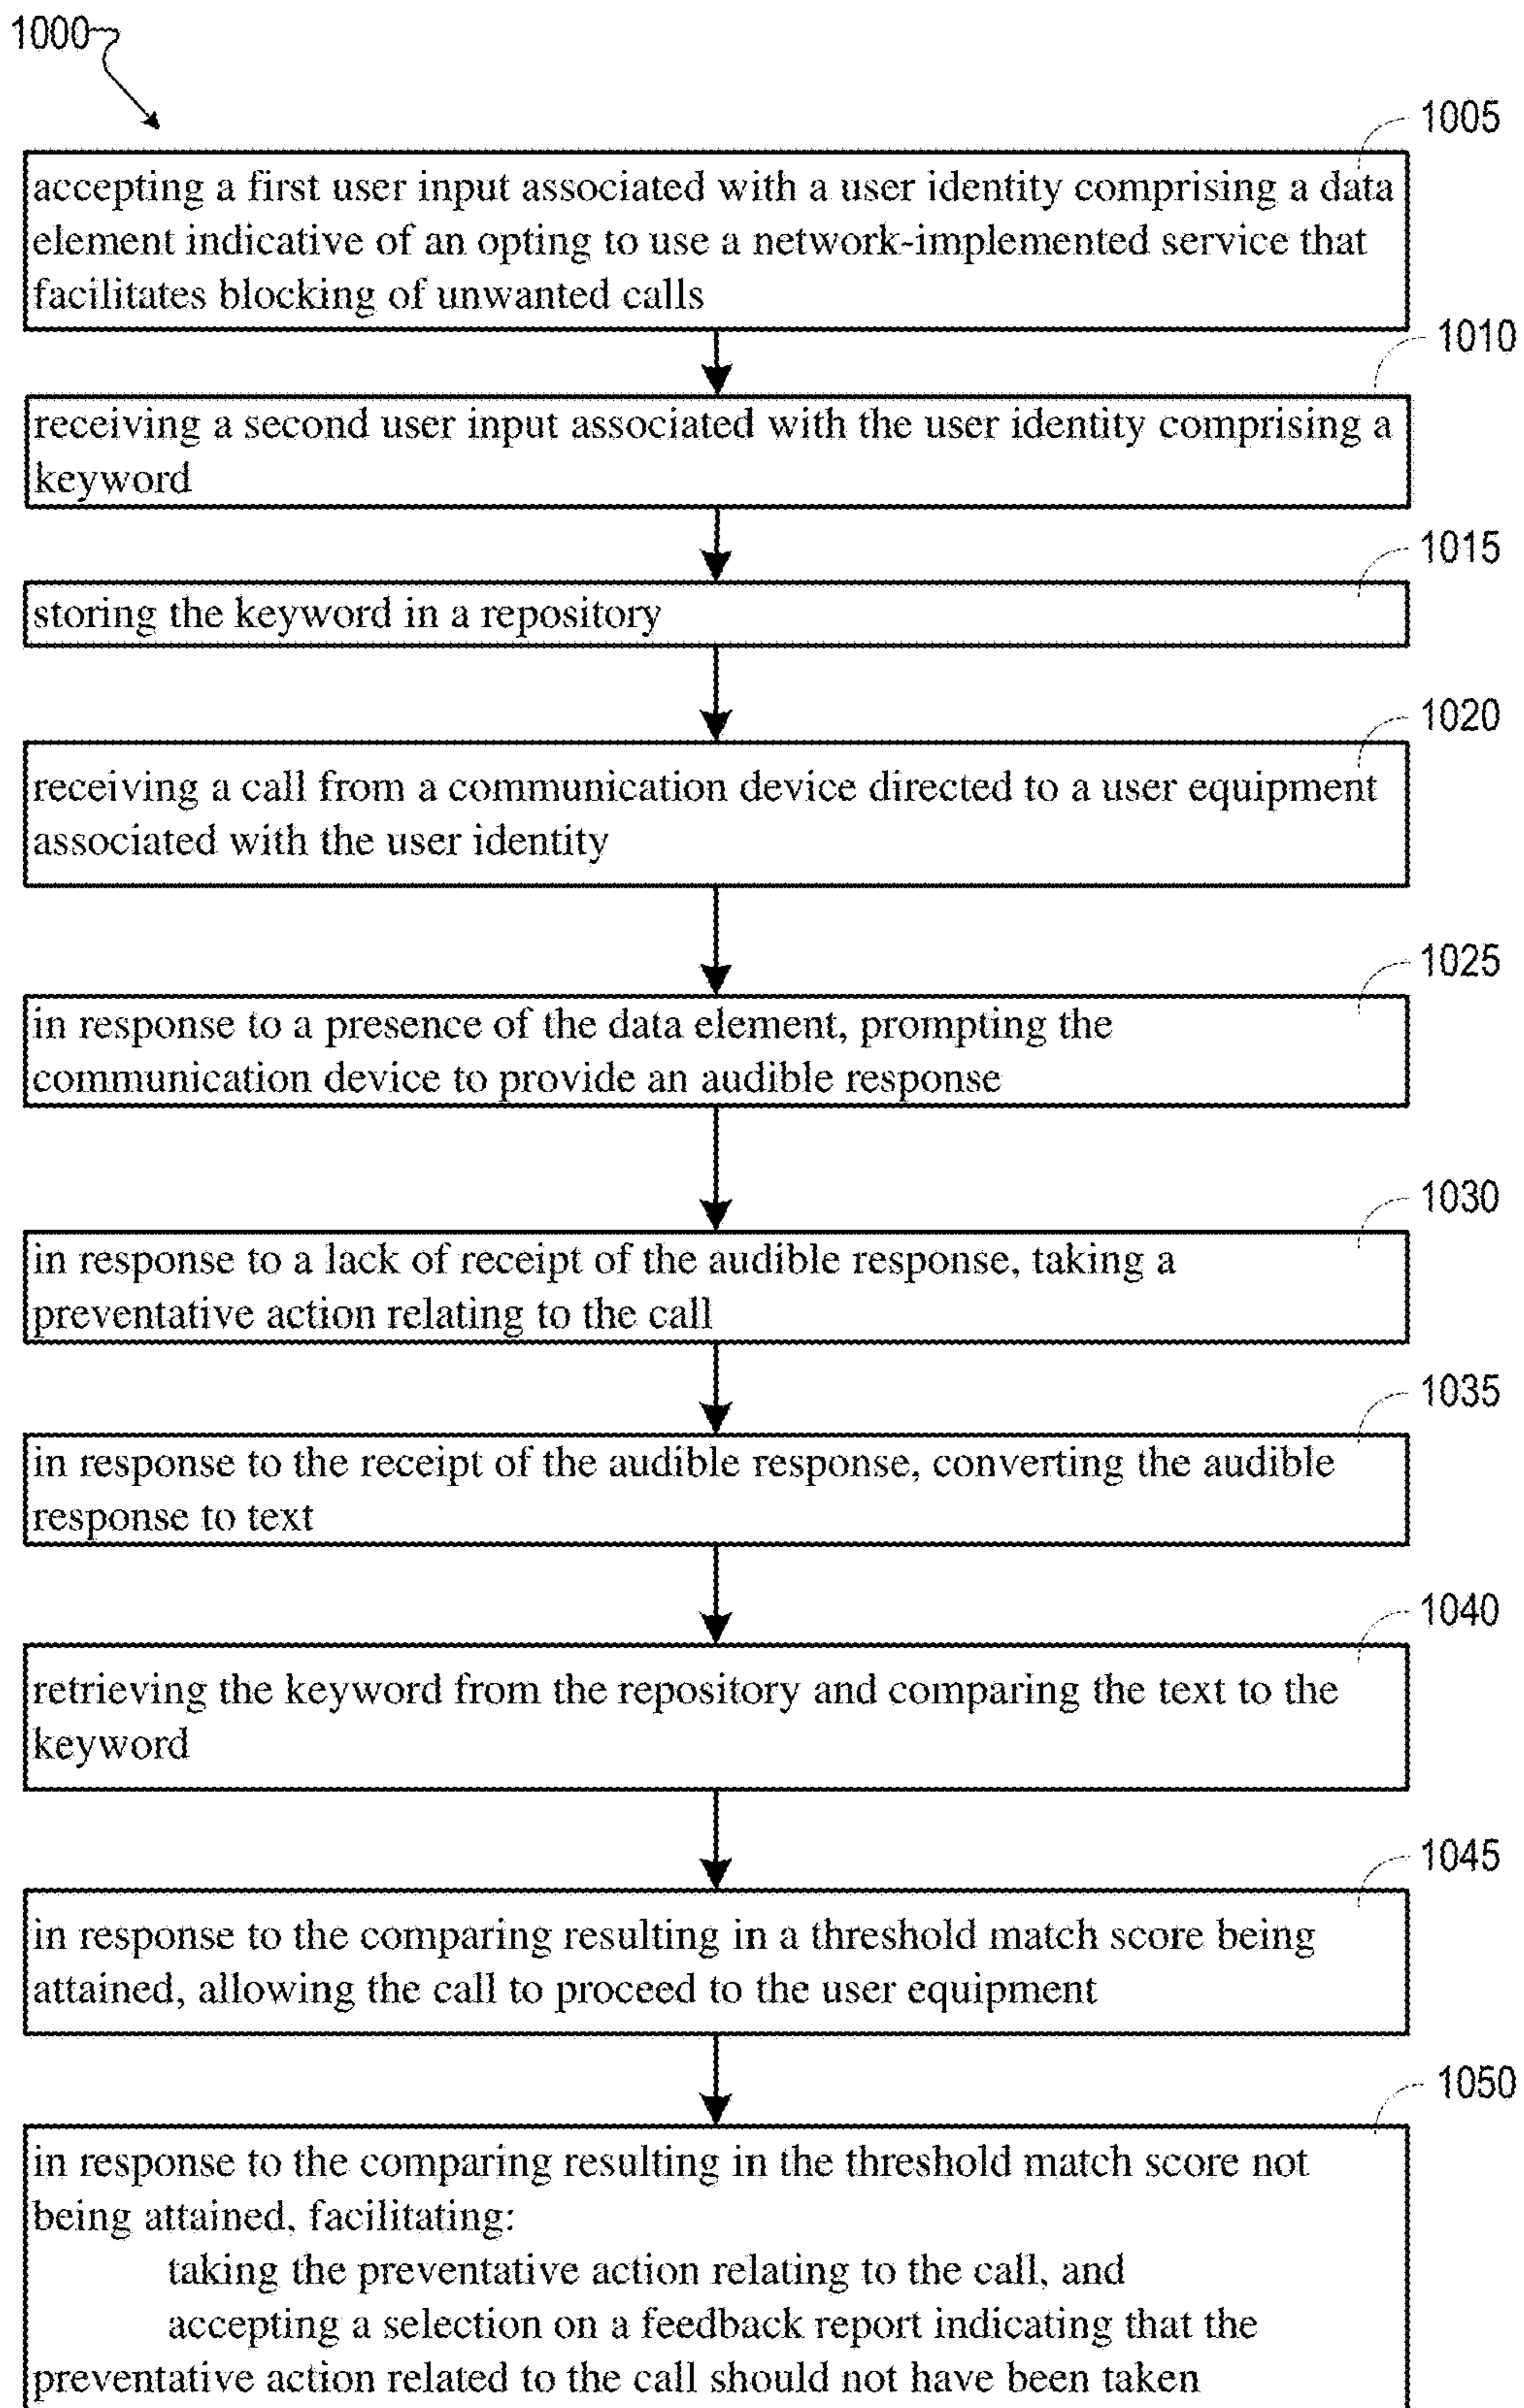 1000
1005
accepting a first user input associated with a user identity comprising a data
element indicative of an opting to use a network-implemented service that
facilitates blocking of unwanted calls
1010
receiving a second user input associated with the user identity comprising a
keyword
1015
storing the keyword in a repository
1020
receiving a call from a communication device directed to a user equipment
associated with the user identity
1025
in response to a presence of the data element, prompting the
communication device to provide an audible response
1030
in response to a lack of receipt of the audible response, taking a
preventative action relating to the call
1035
in response to the receipt of the audible response, converting the audible
response to text
1040
retrieving the keyword from the repository and comparing the text to the
keyword
1045
in response to the comparing resulting in a threshold match score being
attained, allowing the call to proceed to the user equipment
1050
in response to the comparing resulting in the threshold match score not
being attained, facilitating:
taking the preventative action relating to the call, and
accepting a selection on a feedback report indicating that the
preventative action related to the call should not have been taken